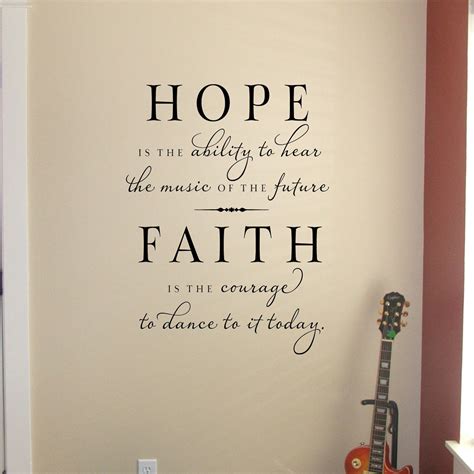 HOPE
IS THE ability to hear
the music OF THE future
FAITH
IS THE courage
to dance to it today.